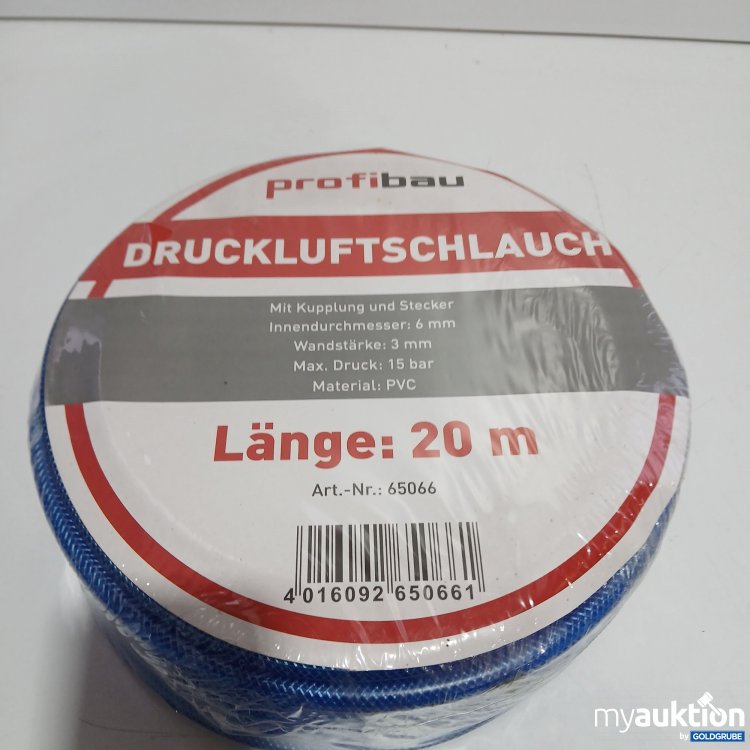 profibau
DRUCKLUFTSCHLAUCH
Mit Kupplung und Stecker
Innendurchmesser: 6 mm
Wandstärke: 3 mm
Max. Druck: 15 bar
Material: PVC
Länge: 20 m
Art.-Nr.: 65066
4 016092 650661
myauktion
by GOLDGRUBE